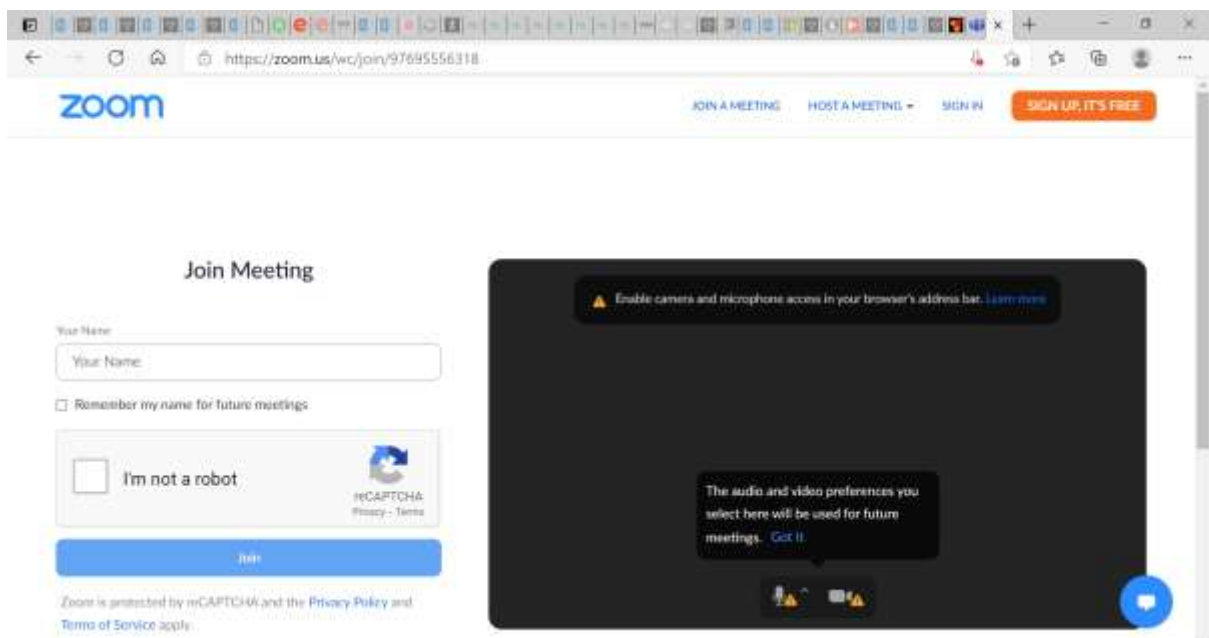 https://zoom.us/wc/join/97695556318
zoom
JOIN A MEETING
HOST A MEETING
SIGN IN
SIGN UP, IT'S FREE
Join Meeting
Your Name
Your Name
Remember my name for future meetings
I'm not a robot
reCAPTCHA
Privacy - Terms
Join
Zoom is protected by reCAPTCHA and the Privacy Policy and
Terms of Service apply.
Enable camera and microphone access in your browser's address bar. Learn more
The audio and video preferences you
select here will be used for future
meetings. Got it